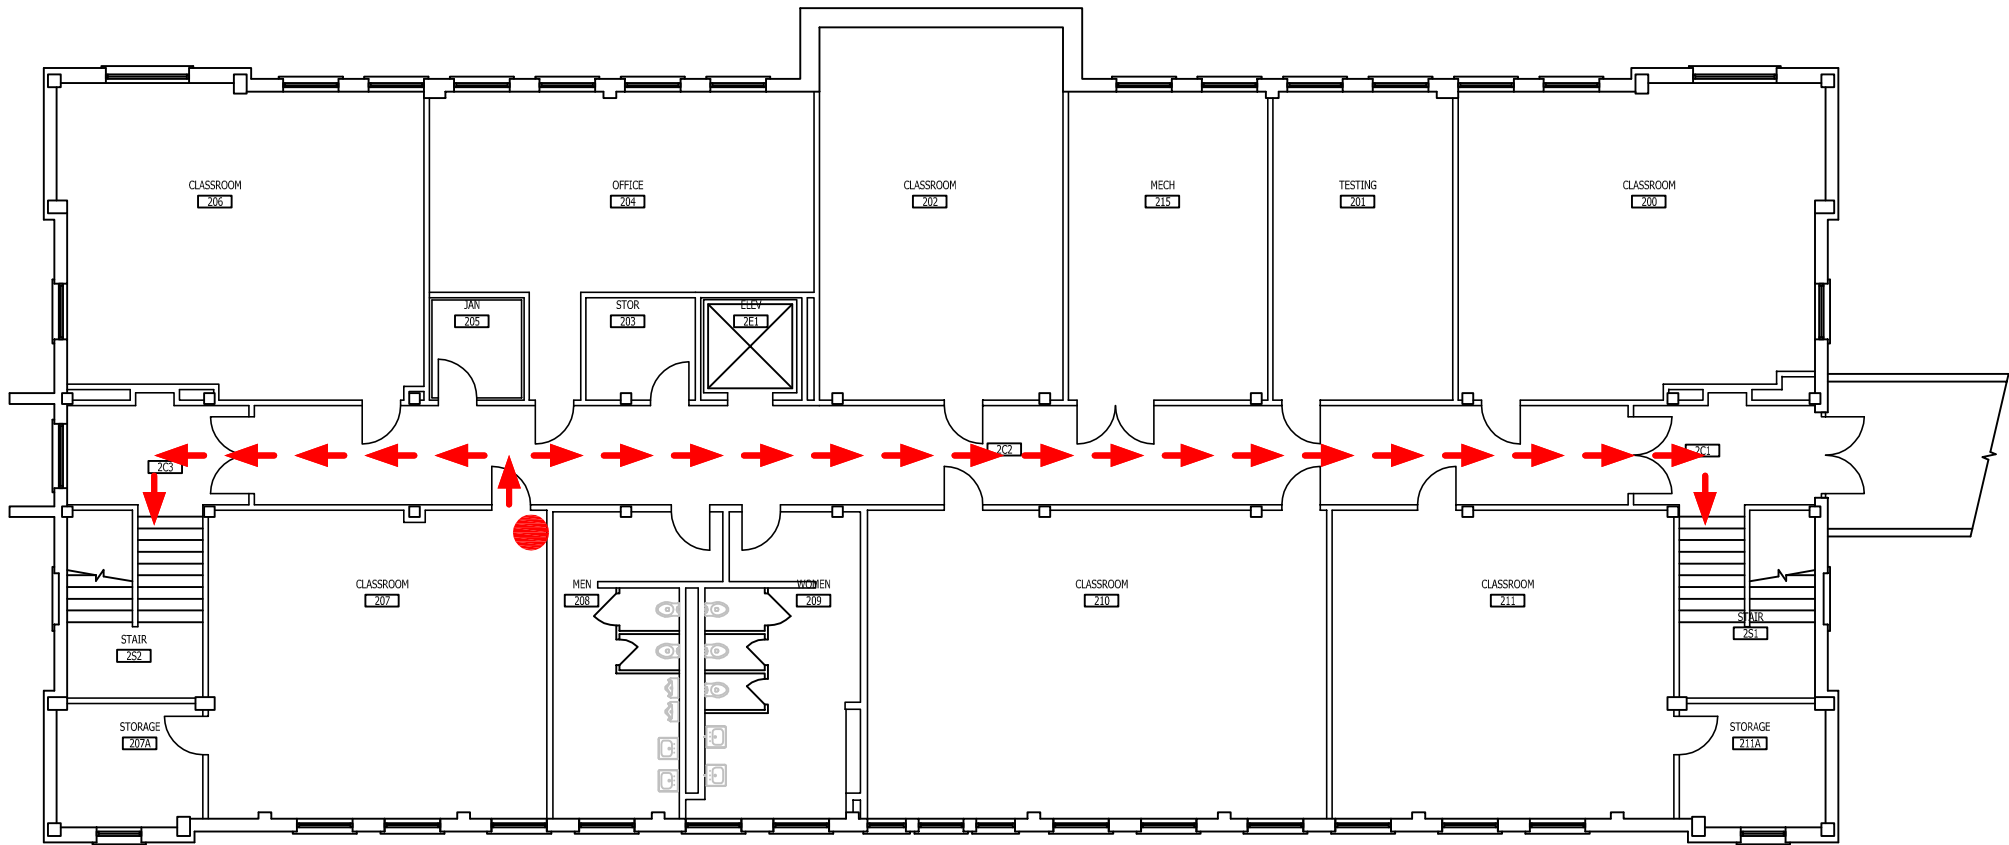 CLASSROOM
206
OFFICE
204
CLASSROOM
202
MECH
215
TESTING
201
CLASSROOM
200
JAN
205
STOR
203
ELEV
2E1
2C3
2C2
2C1
CLASSROOM
207
MEN
208
WOMEN
209
CLASSROOM
210
CLASSROOM
211
STAIR
2S2
STAIR
2S1
STORAGE
207A
STORAGE
211A